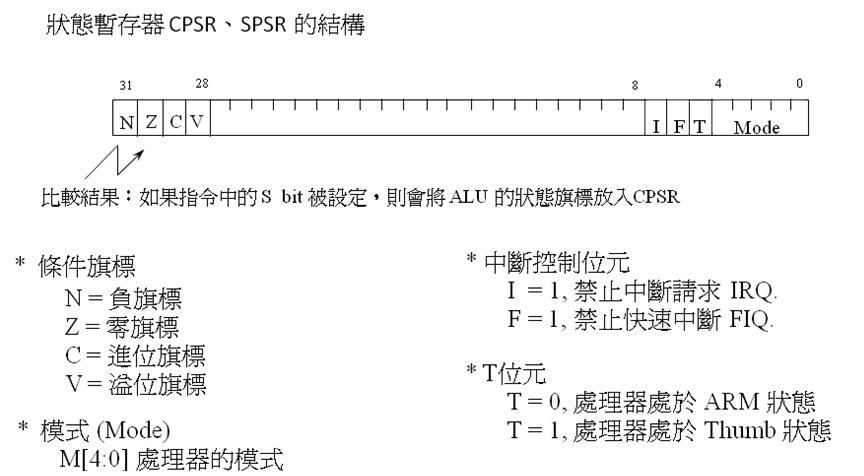 狀態暫存器 CPSR、SPSR 的結構
31 28 8 4 0
N Z C V I F T Mode
比較結果：如果指令中的 S bit 被設定，則會將 ALU 的狀態旗標放入CPSR
* 條件旗標
N = 負旗標
Z = 零旗標
C = 進位旗標
V = 溢位旗標
* 模式 (Mode)
M[4:0] 處理器的模式
* 中斷控制位元
I = 1, 禁止中斷請求 IRQ.
F = 1, 禁止快速中斷 FIQ.
* T位元
T = 0, 處理器處於 ARM 狀態
T = 1, 處理器處於 Thumb 狀態